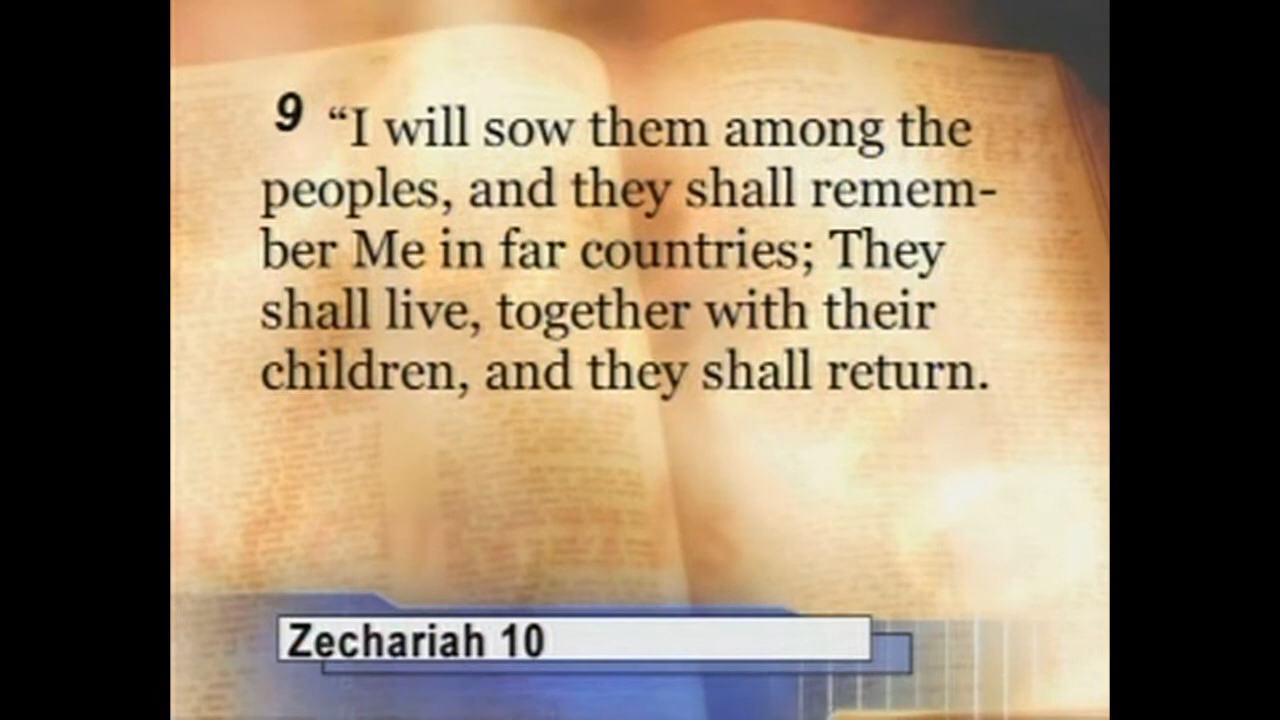 9 “I will sow them among the
peoples, and they shall remem-
ber Me in far countries; They
shall live, together with their
children, and they shall return.
Zechariah 10